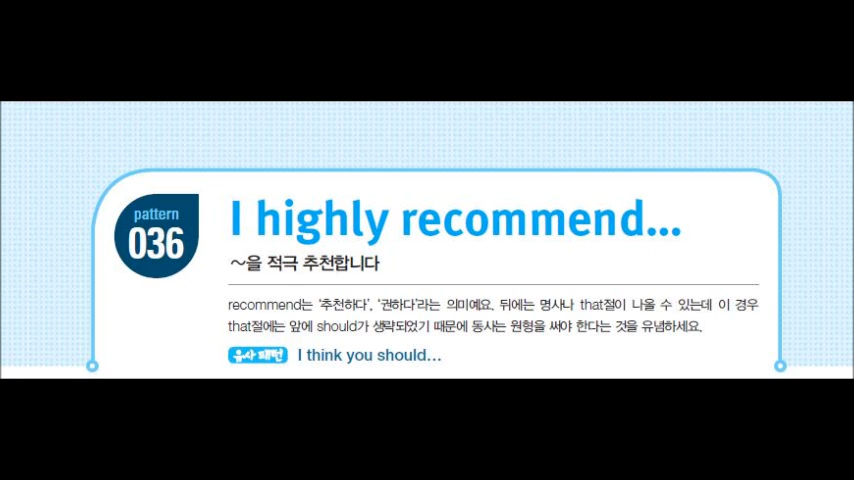 pattern
036
I highly recommend...
~을 적극 추천합니다
recommend는 '추천하다', '권하다'라는 의미예요. 뒤에는 명사나 that절이 나올 수 있는데 이 경우
that절에는 앞에 should가 생략되었기 때문에 동사는 원형을 써야 한다는 것을 유념하세요.
유사 패턴 I think you should...